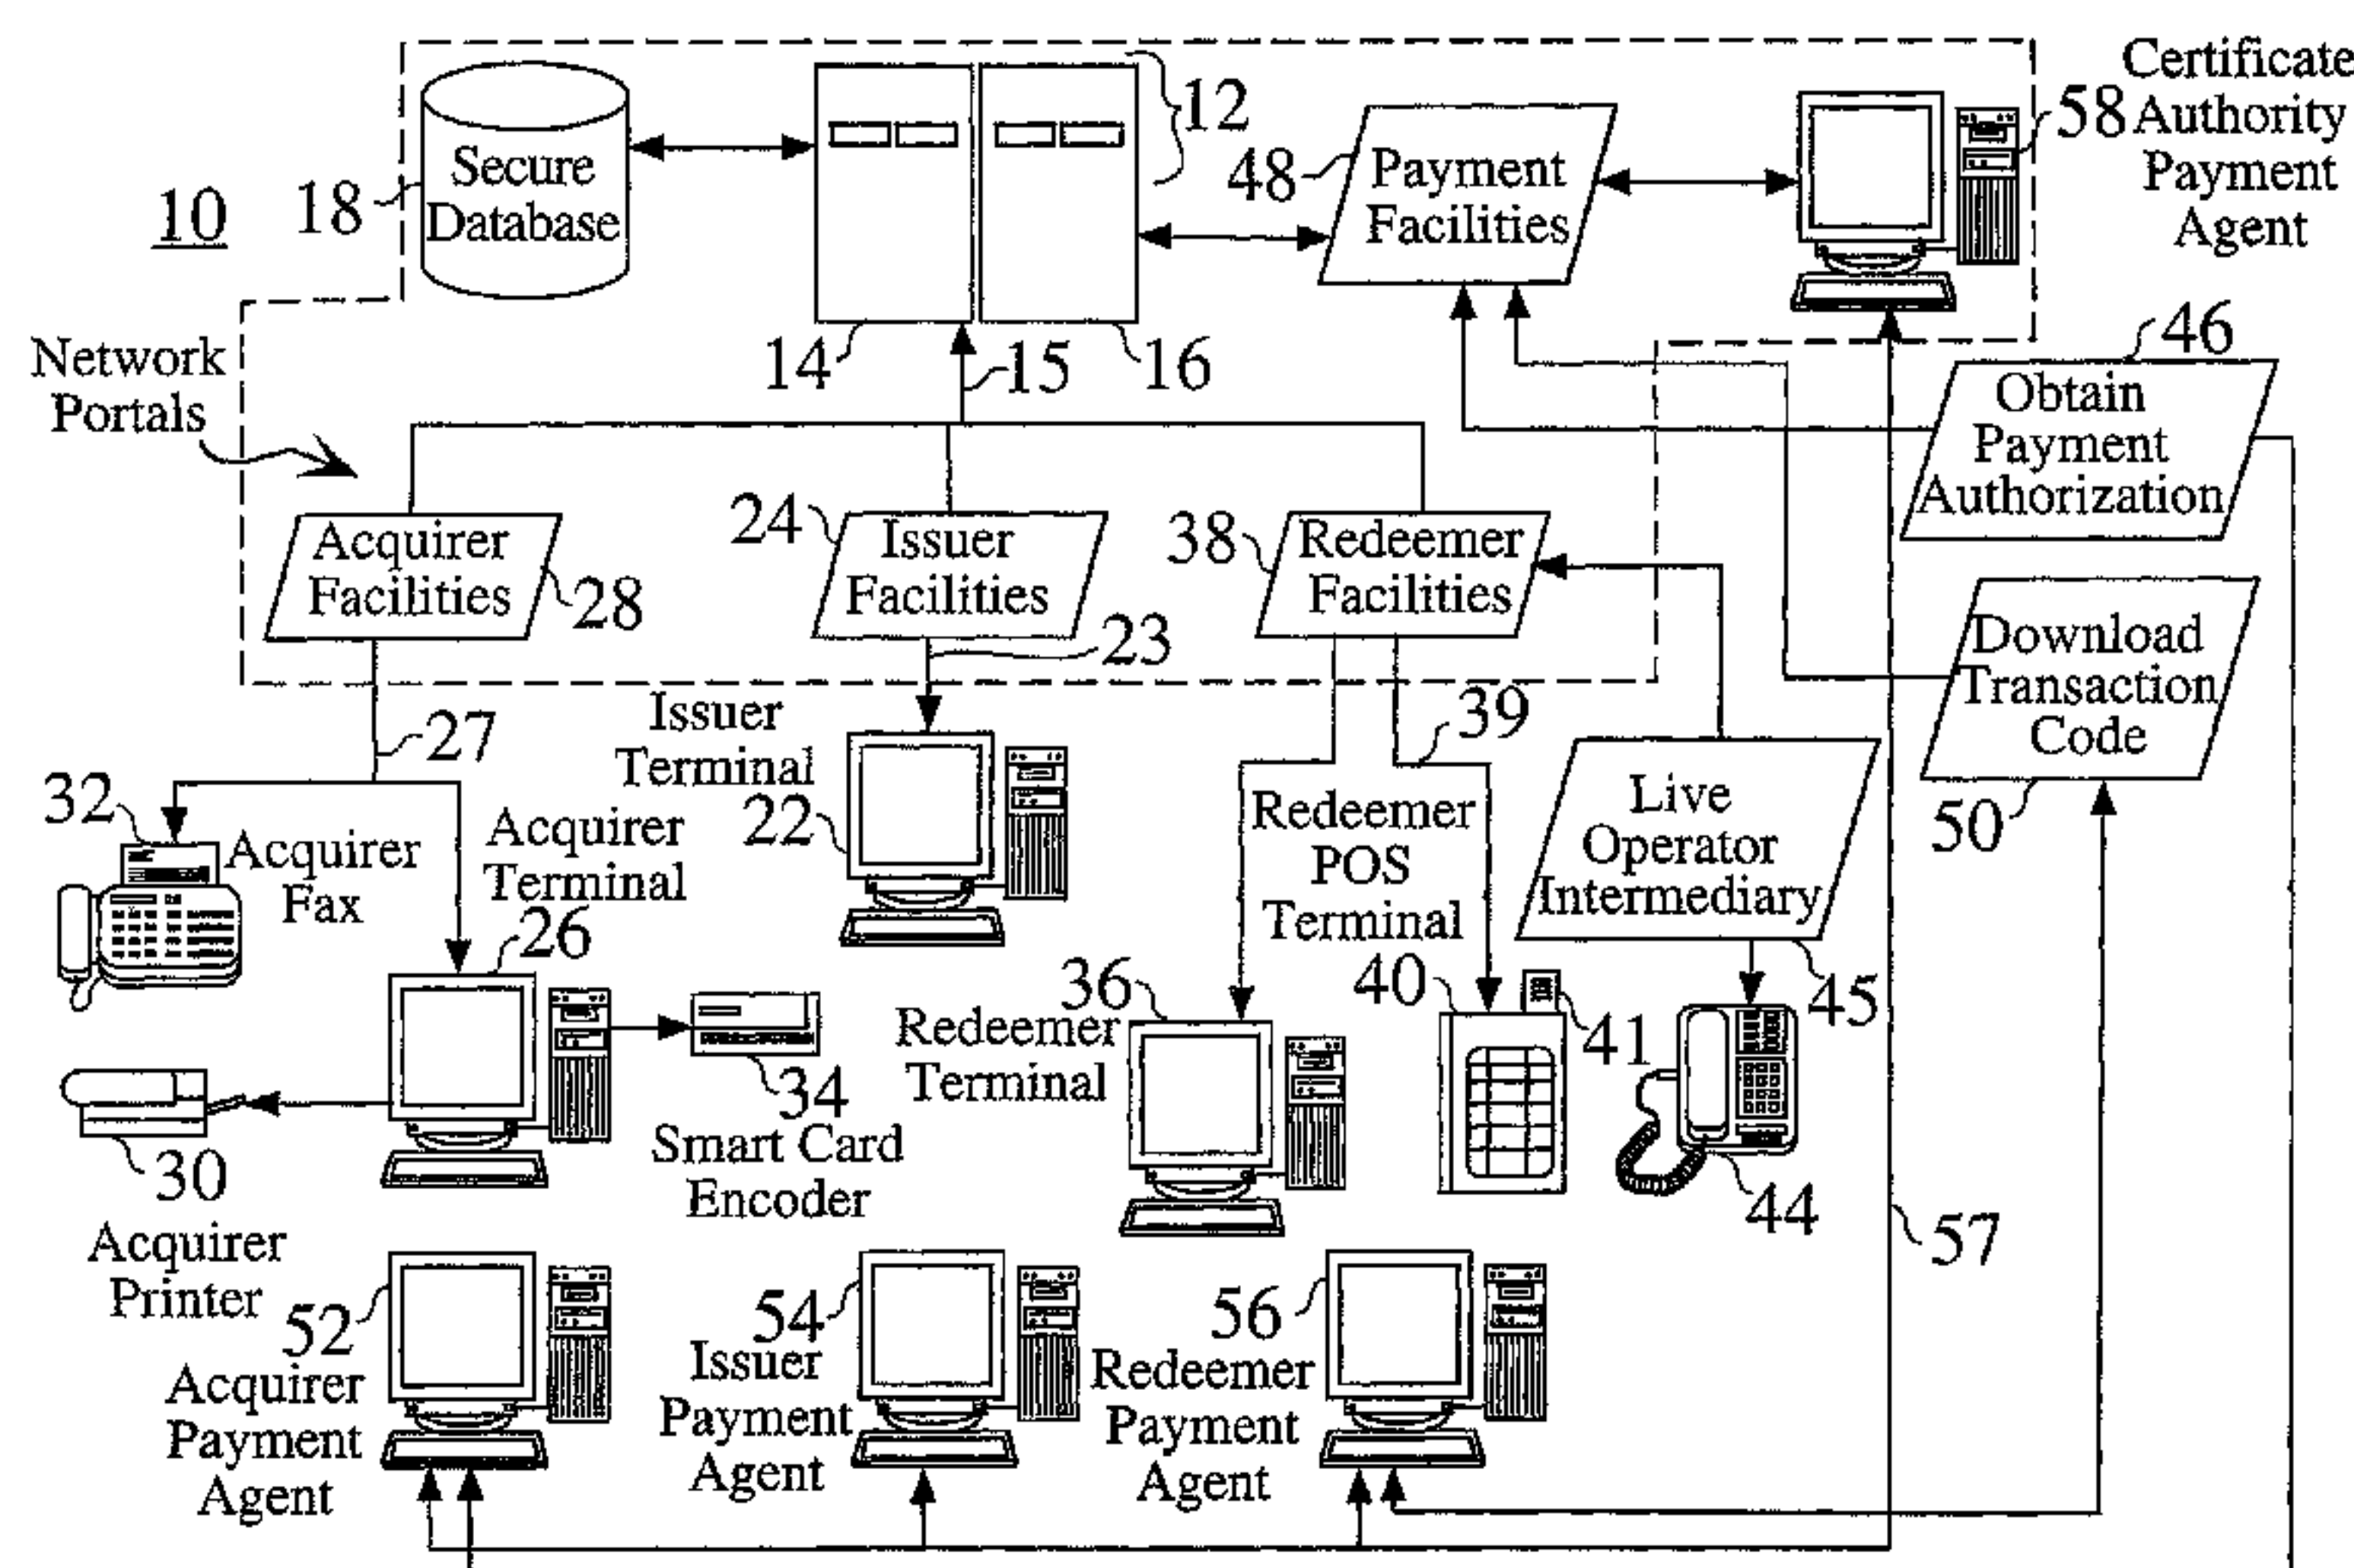 Certificate
12
58 Authority
Secure
48
Payment
Payment
10
18
Database
Facilities
Agent
46
Network
14
15
16
Portals
Obtain
Payment
Authorization
24
38
Acquirer
Issuer
Redeemer
Facilities
28
Facilities
Facilities
23
Download
Transaction
Code
27
Issuer
39
Terminal
32
22
Live
Operator
Intermediary
50
Acquirer
Fax
Acquirer
Terminal
26
Redeemer
POS
Terminal
36
40
45
Redeemer
Terminal
41
34
Smart Card
Encoder
30
44
57
Acquirer
Printer
52
54
56
Acquirer
Payment
Agent
Issuer
Payment
Agent
Redeemer
Payment
Agent